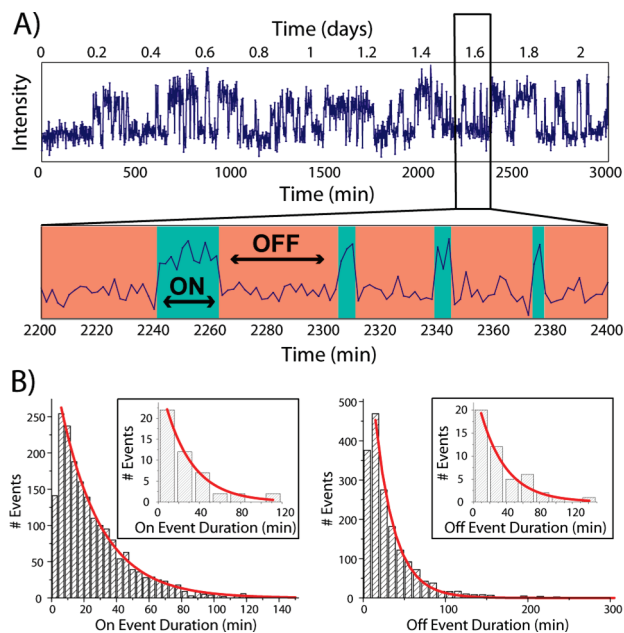 A)
Time (days)
0 0.2 0.4 0.6 0.8 1 1.2 1.4 1.6 1.8 2
Intensity
0 500 1000 1500 2000 2500 3000
Time (min)
OFF
ON
2200 2220 2240 2260 2280 2300 2320 2340 2360 2380 2400
Time (min)
B)
250
200
150
100
50
0
# Events
0 20 40 60 80 100 120 140
On Event Duration (min)
20
15
10
5
0
# Events
0 40 80 120
On Event Duration (min)
500
400
300
200
100
0
# Events
0 100 200 300
Off Event Duration (min)
20
15
10
5
0
# Events
0 40 80 120
Off Event Duration (min)